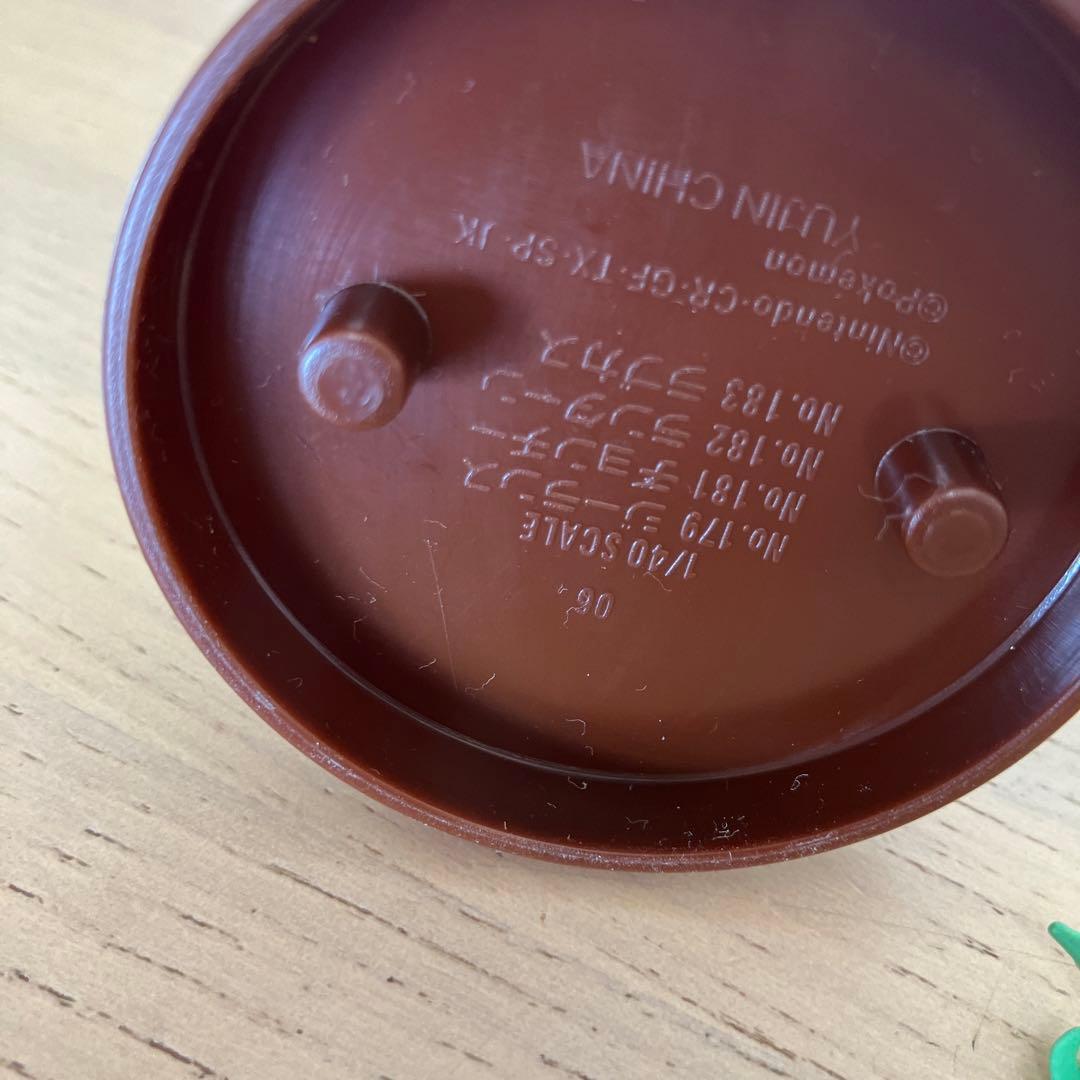 06.
1/40 SCALE
No.179 ジーランス
No.181 チョンチー
No.182 ランターン
No.183 ラブカス
©Nintendo・CR・GF・TX・SP・JK
©Pokemon
YUJIN CHINA